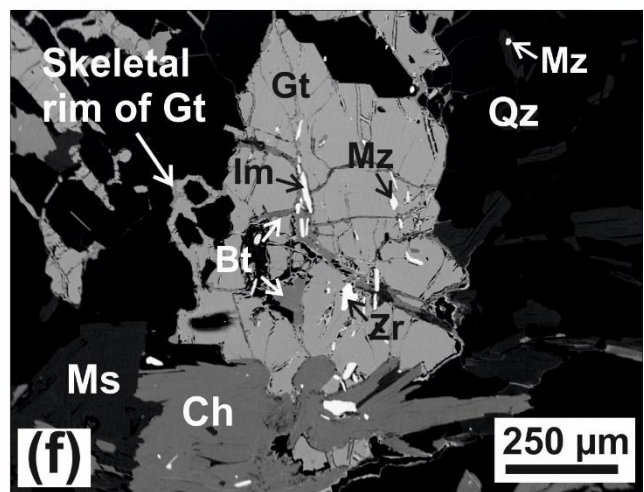 Skeletal
rim of Gt
Gt
Mz
Qz
Im
Mz
Bt
Zr
Ms
Ch
(f)
250 µm